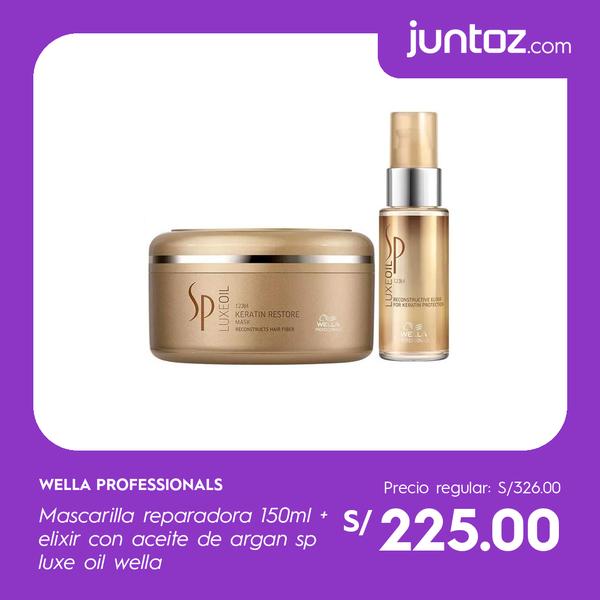 juntoz.com
SP
LUXEOIL
KERATIN RESTORE
MASK
RECONSTRUCTS HAIR FIBER
WELLA
SP
LUXEOIL
RECONSTRUCTIVE ELIXIR
FOR KERATIN PROTECTION
WELLA
WELLA PROFESSIONALS
Mascarilla reparadora 150ml +
elixir con aceite de argan sp
luxe oil wella
Precio regular: S/326.00
S/ 225.00